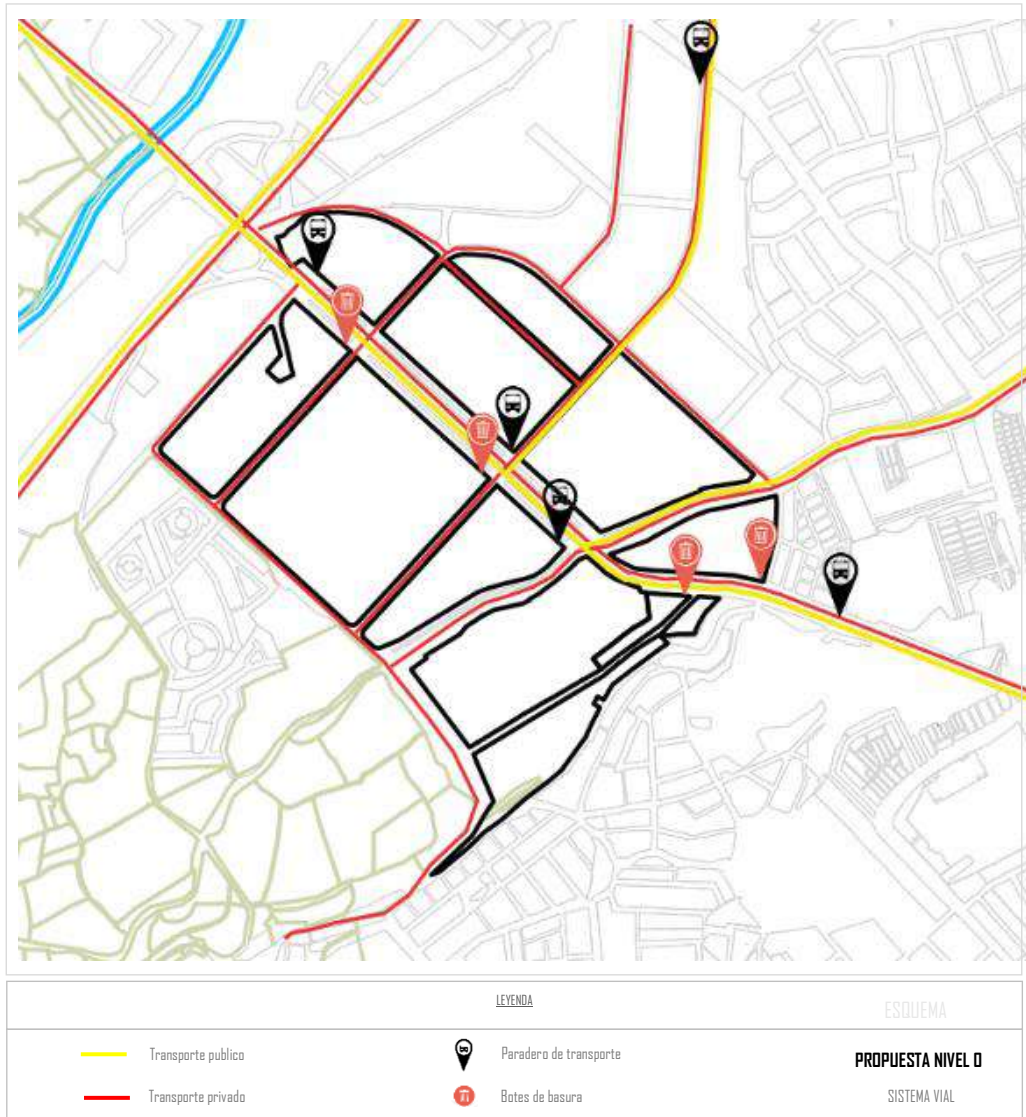 LEYENDA
ESQUEMA
Transporte publico
Paradero de transporte
PROPUESTA NIVEL 0
Transporte privado
Botes de basura
SISTEMA VIAL